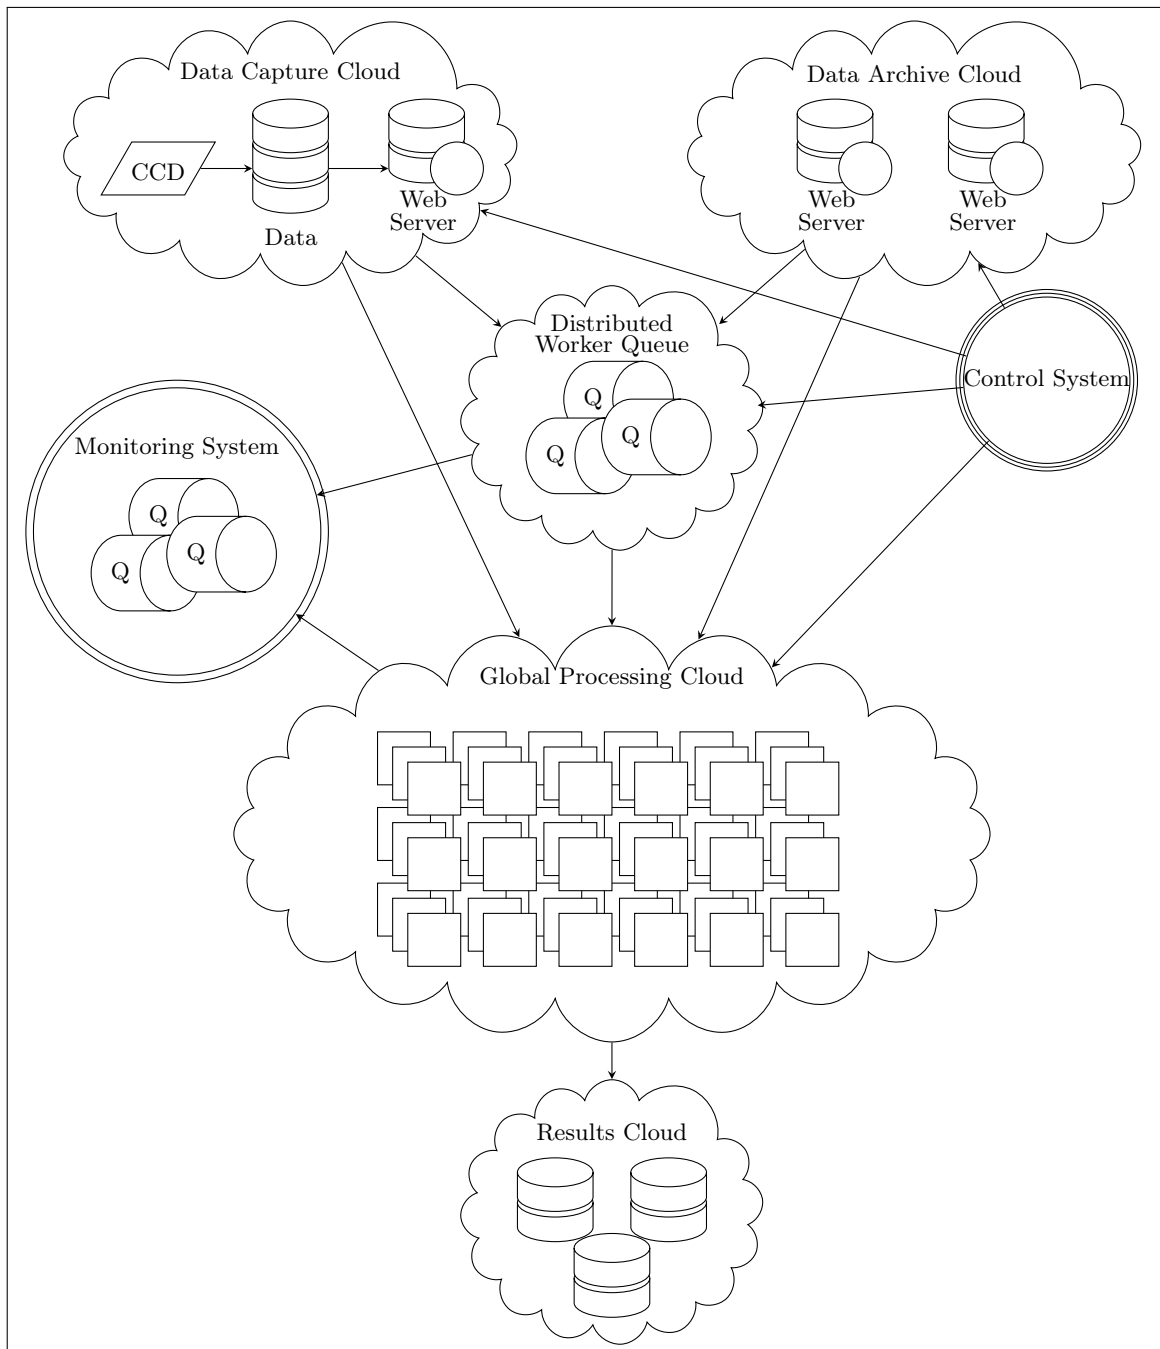 Data Capture Cloud
CCD
Data
Web
Server
Data Archive Cloud
Web
Server
Web
Server
Distributed
Worker Queue
Q
Q
Q
Control System
Monitoring System
Q
Q
Q
Global Processing Cloud
Results Cloud